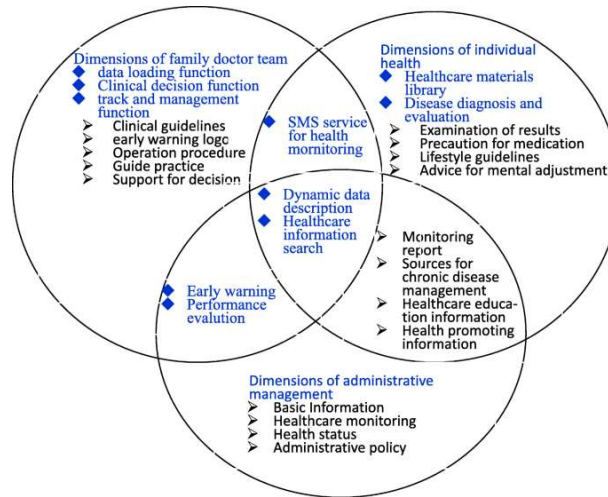 Dimensions of family doctor team
◆ data loading function
◆ Clinical decision function
◆ track and management
function
➢ Clinical guidelines
➢ early warning logo
➢ Operation procedure
➢ Guide practice
➢ Support for decision
◆ SMS service
for health
mornitoring
Dimensions of individual
health
◆ Healthcare materials
library
◆ Disease diagnosis and
evaluation
➢ Examination of results
➢ Precaution for medication
➢ Lifestyle guidelines
➢ Advice for mental adjustment
◆ Dynamic data
description
◆ Healthcare
information
search
➢ Monitoring
report
➢ Sources for
chronic disease
management
➢ Healthcare educa-
tion information
➢ Health promoting
information
◆ Early warning
◆ Performance
evalution
Dimensions of administrative
management
➢ Basic Information
➢ Healthcare monitoring
➢ Health status
➢ Administrative policy